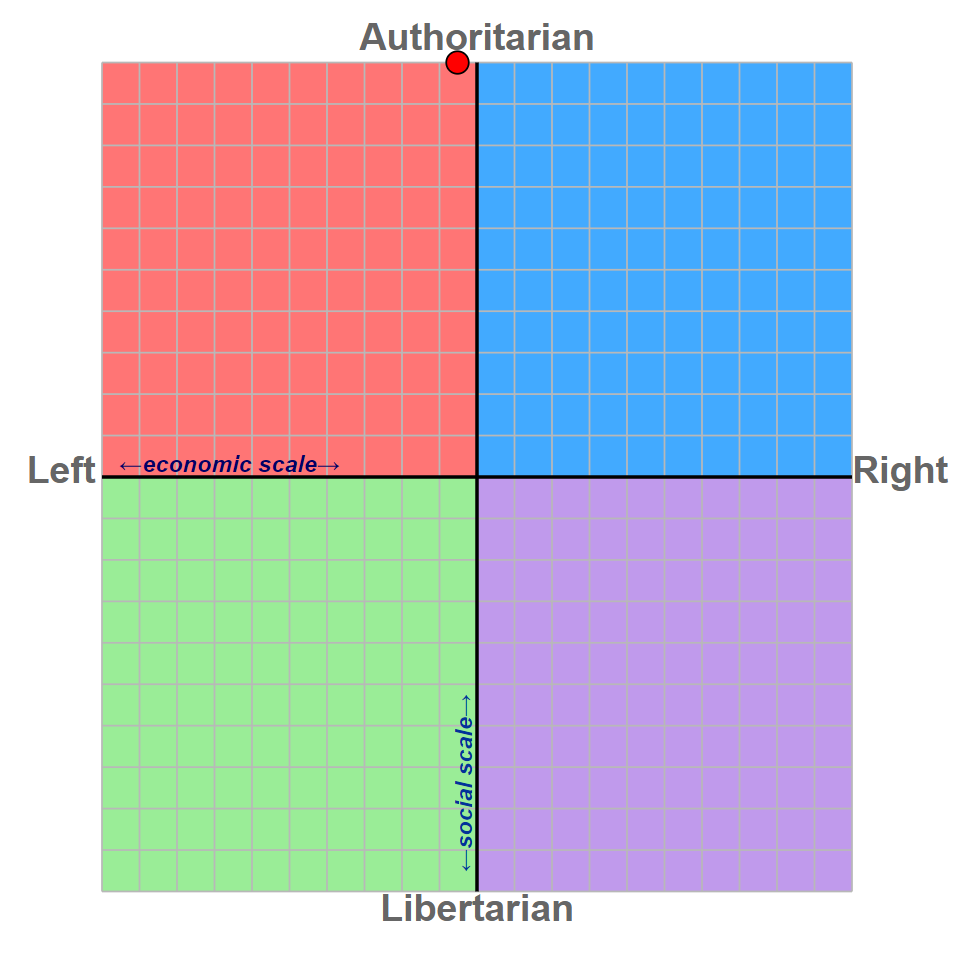 Authoritarian
Left
←economic scale→
Right
←social scale→
Libertarian